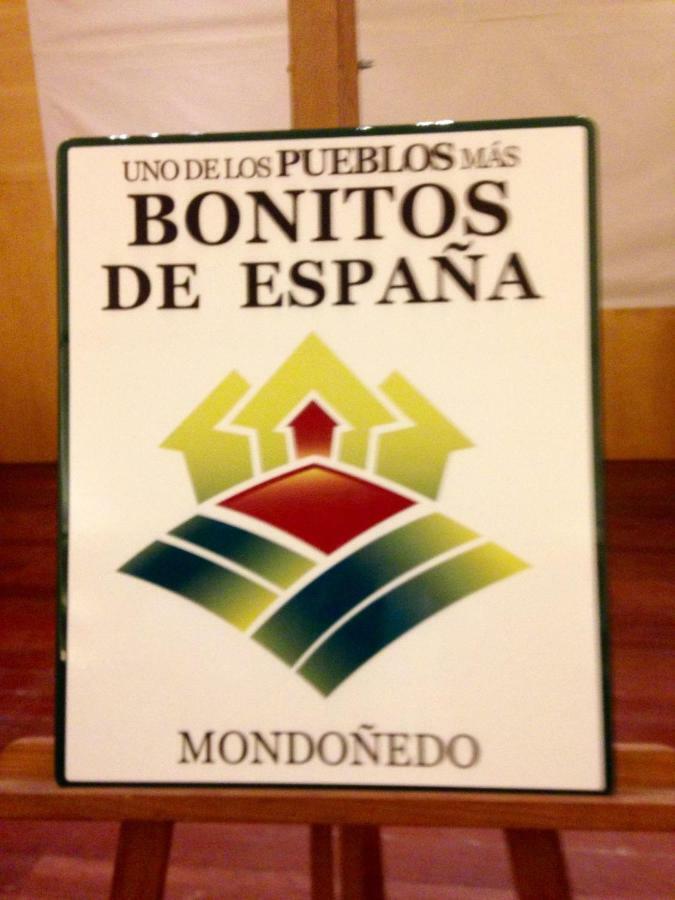 UNO DE LOS PUEBLOS MÁS
BONITOS
DE ESPAÑA
MONDOÑEDO